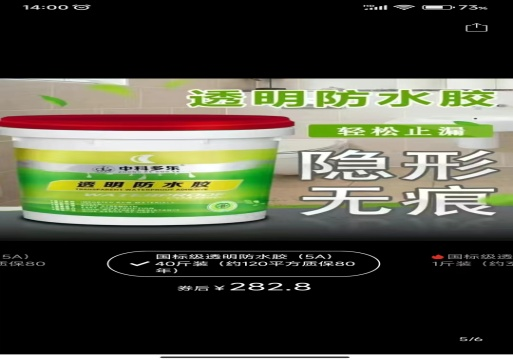 14:00
73%
透明防水胶
轻松止漏
隐形
无痕
中科多乐
透明防水胶
5A）
质保80
国标级透明防水胶（5A）
40斤装（约120平方质保80
年）
国标级透
1斤装（约3
券后¥282.8
5/6